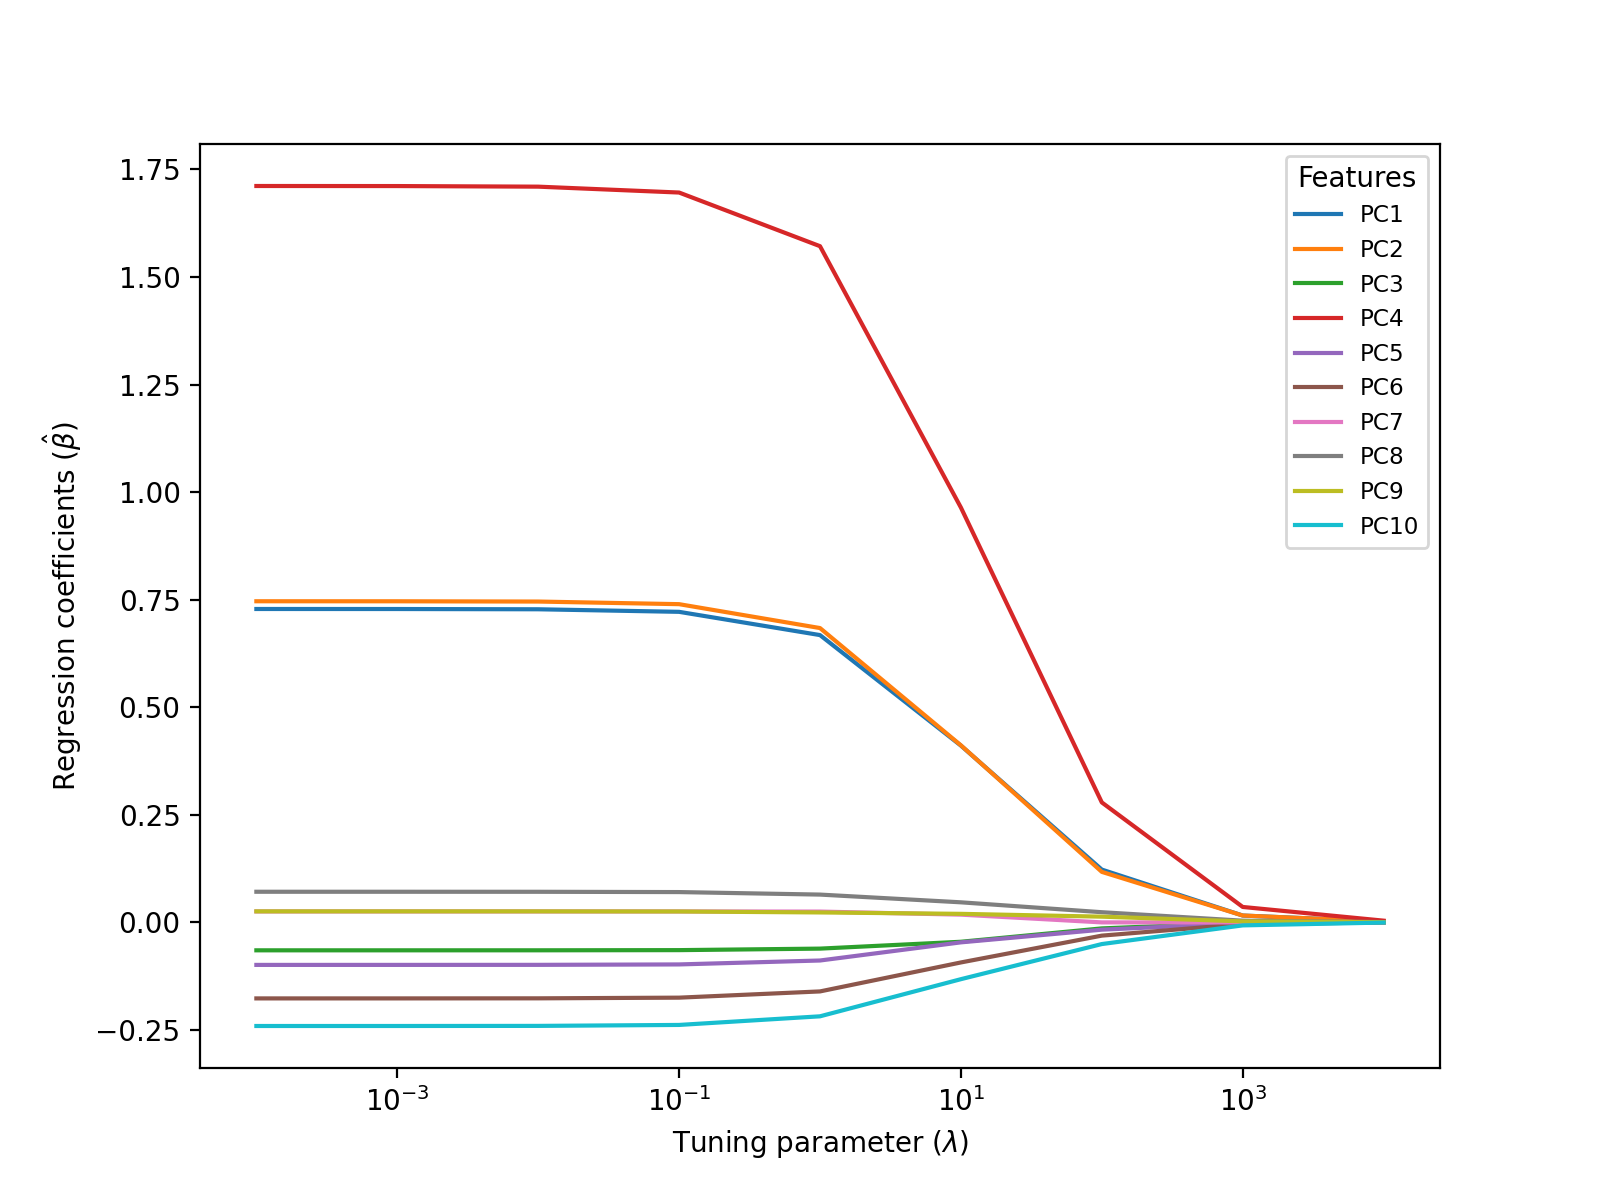 1.75
1.50
1.25
1.00
0.75
0.50
0.25
0.00
−0.25
Regression coefficients (β̂)
10⁻³ 10⁻¹ 10¹ 10³
Tuning parameter (λ)
Features
PC1
PC2
PC3
PC4
PC5
PC6
PC7
PC8
PC9
PC10